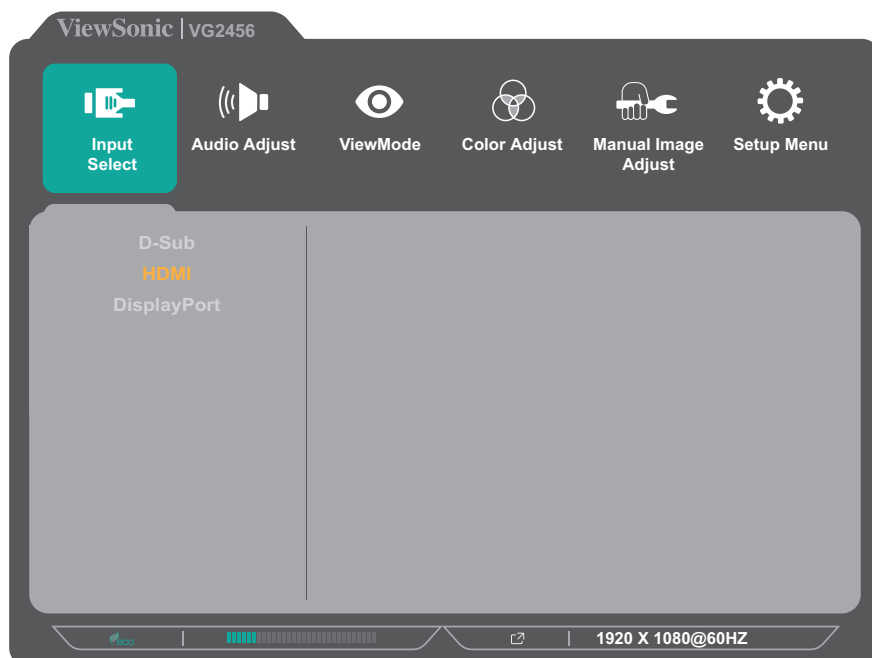 ViewSonic | VG2456
Input
Select
Audio Adjust
ViewMode
Color Adjust
Manual Image
Adjust
Setup Menu
D-Sub
HDMI
DisplayPort
eco
1920 X 1080@60HZ